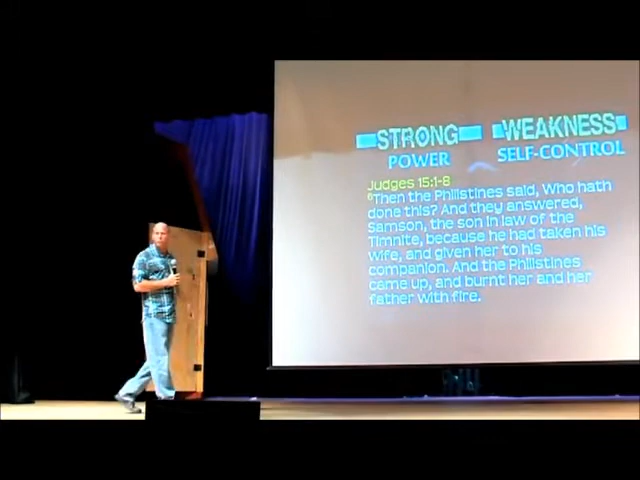 STRONG WEAKNESS
POWER SELF-CONTROL
Judges 15:1-8
6Then the Philistines said, Who hath
done this? And they answered,
Samson, the son in law of the
Timnite, because he had taken his
wife, and given her to his
companion. And the Philistines
came up, and burnt her and her
father with fire.